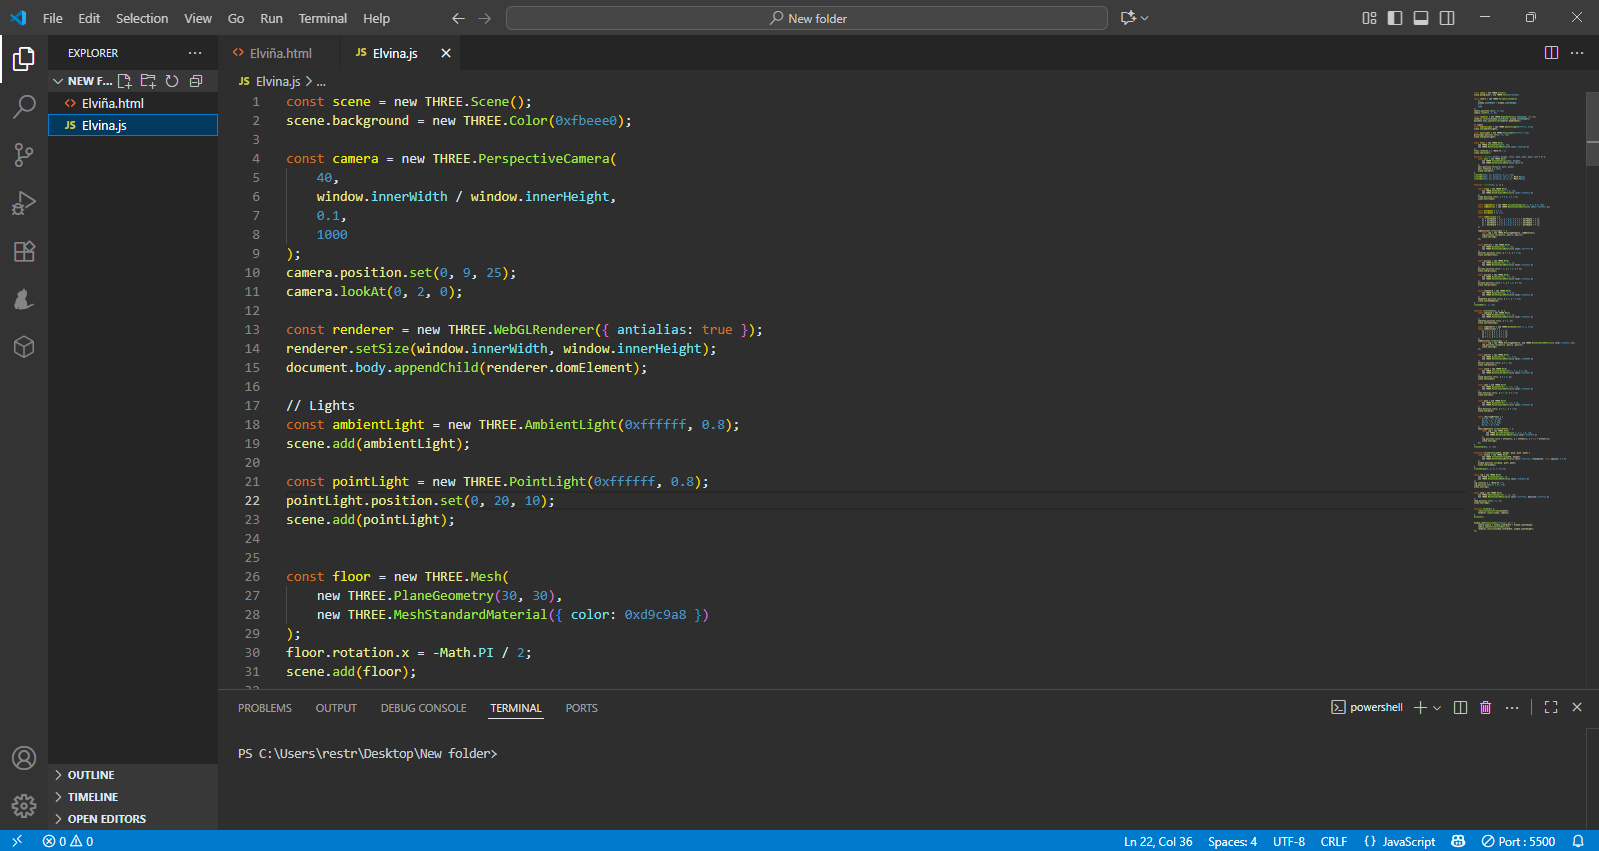 File Edit Selection View Go Run Terminal Help
New folder
EXPLORER
NEW F...
Elviña.html
Elvina.js
OUTLINE
TIMELINE
OPEN EDITORS
Elviña.html
JS Elvina.js
JS Elvina.js > ...
1 const scene = new THREE.Scene();
2 scene.background = new THREE.Color(0xfbeee0);
3
4 const camera = new THREE.PerspectiveCamera(
5 40,
6 window.innerWidth / window.innerHeight,
7 0.1,
8 1000
9 );
10 camera.position.set(0, 9, 25);
11 camera.lookAt(0, 2, 0);
12
13 const renderer = new THREE.WebGLRenderer({ antialias: true });
14 renderer.setSize(window.innerWidth, window.innerHeight);
15 document.body.appendChild(renderer.domElement);
16
17 // Lights
18 const ambientLight = new THREE.AmbientLight(0xffffff, 0.8);
19 scene.add(ambientLight);
20
21 const pointLight = new THREE.PointLight(0xffffff, 0.8);
22 pointLight.position.set(0, 20, 10);
23 scene.add(pointLight);
24
25
26 const floor = new THREE.Mesh(
27 new THREE.PlaneGeometry(30, 30),
28 new THREE.MeshStandardMaterial({ color: 0xd9c9a8 })
29 );
30 floor.rotation.x = -Math.PI / 2;
31 scene.add(floor);
PROBLEMS OUTPUT DEBUG CONSOLE TERMINAL PORTS
powershell
PS C:\Users\restr\Desktop\New folder>
0 0
Ln 22, Col 36 Spaces: 4 UTF-8 CRLF {} JavaScript Port : 5500